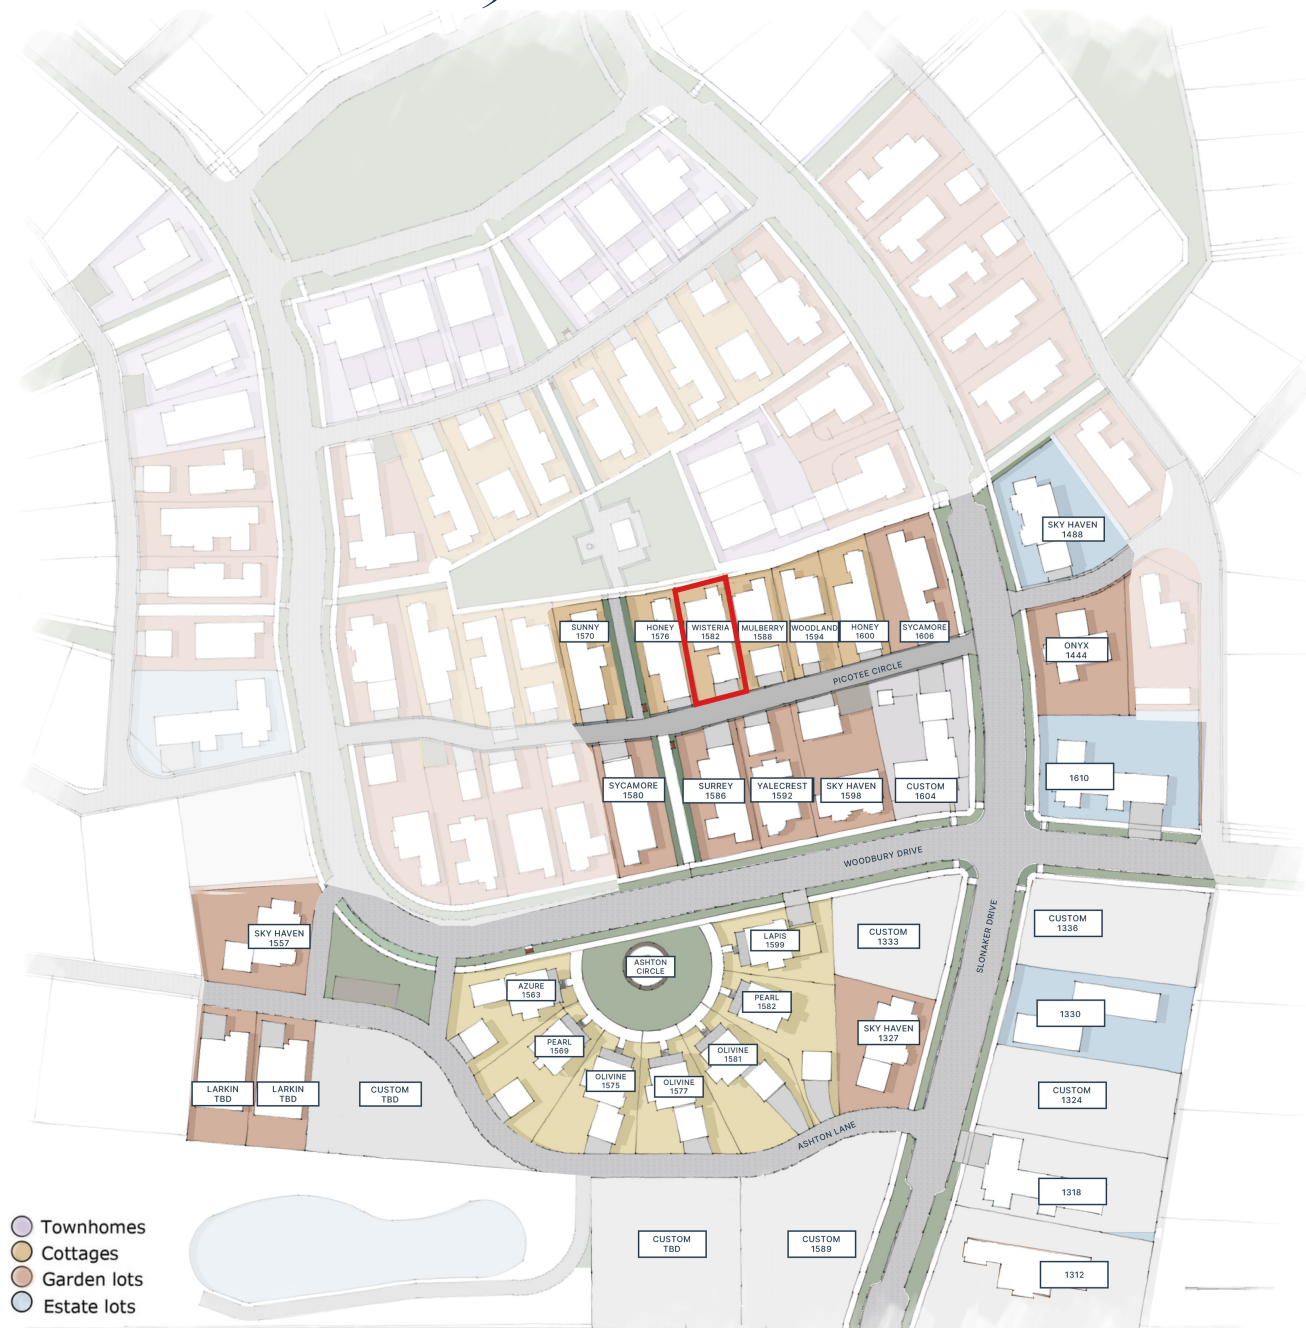 SKY HAVEN
1488
SUNNY
1570
HONEY
1576
WISTERIA
1582
MULBERRY
1588
WOODLAND
1594
HONEY
1600
SYCAMORE
1606
ONYX
1444
PICOTEE CIRCLE
SYCAMORE
1580
SURREY
1586
YALECREST
1592
SKY HAVEN
1598
CUSTOM
1604
1610
WOODBURY DRIVE
SKY HAVEN
1557
ASHTON
CIRCLE
LAPIS
1599
CUSTOM
1333
SLONAKER DRIVE
CUSTOM
1336
AZURE
1563
PEARL
1582
1330
PEARL
1569
OLIVINE
1581
SKY HAVEN
1327
OLIVINE
1575
OLIVINE
1577
LARKIN
TBD
LARKIN
TBD
CUSTOM
TBD
CUSTOM
1324
ASHTON LANE
1318
CUSTOM
TBD
CUSTOM
1589
1312
Townhomes
Cottages
Garden lots
Estate lots